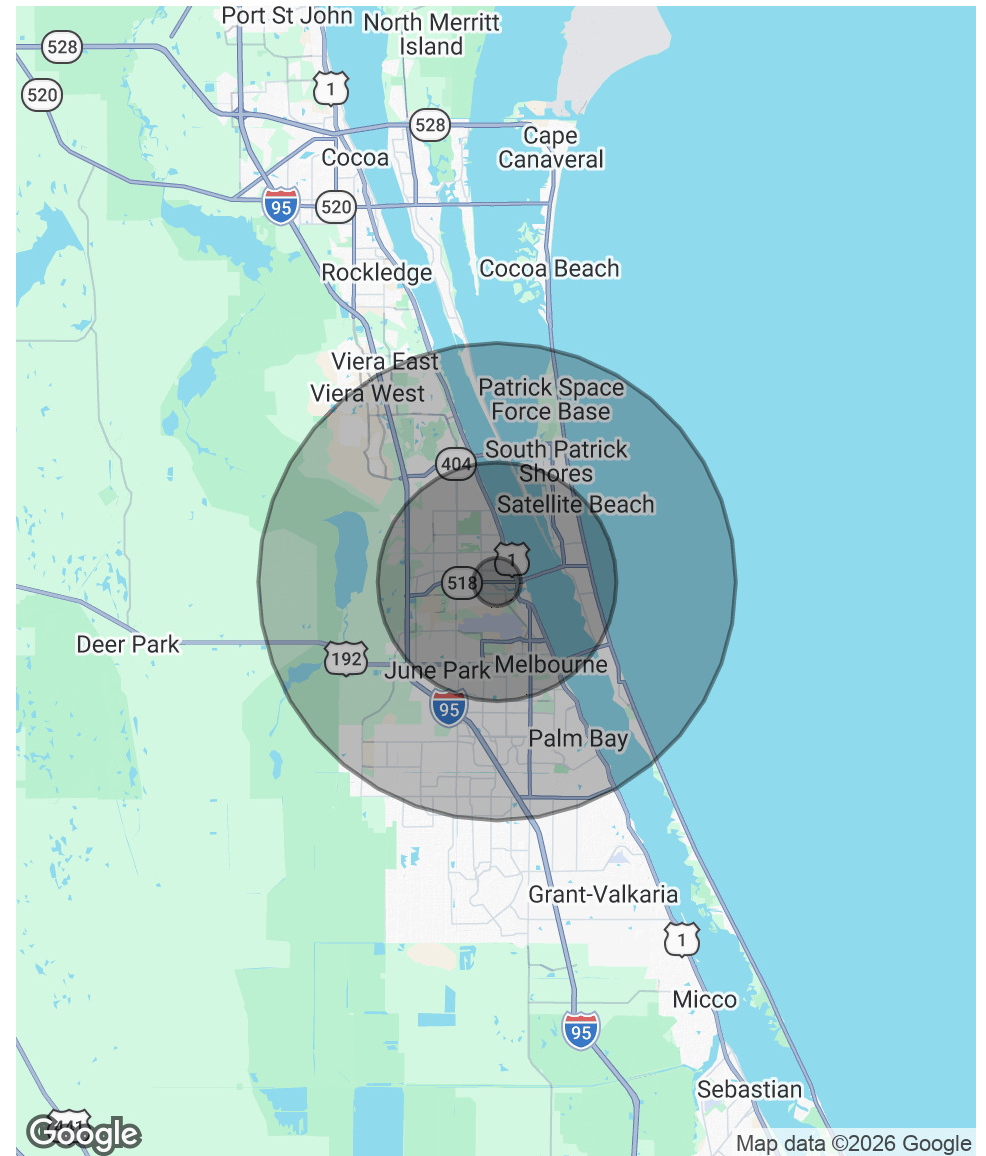 Port St John
North Merritt
Island
528
520
1
528
Cape
Canaveral
Cocoa
95
520
Rockledge
Cocoa Beach
Viera East
Viera West
Patrick Space
Force Base
404
South Patrick
Shores
Satellite Beach
1
518
Deer Park
192
June Park
Melbourne
95
Palm Bay
Grant-Valkaria
1
Micco
95
Sebastian
441
Google
Map data ©2026 Google